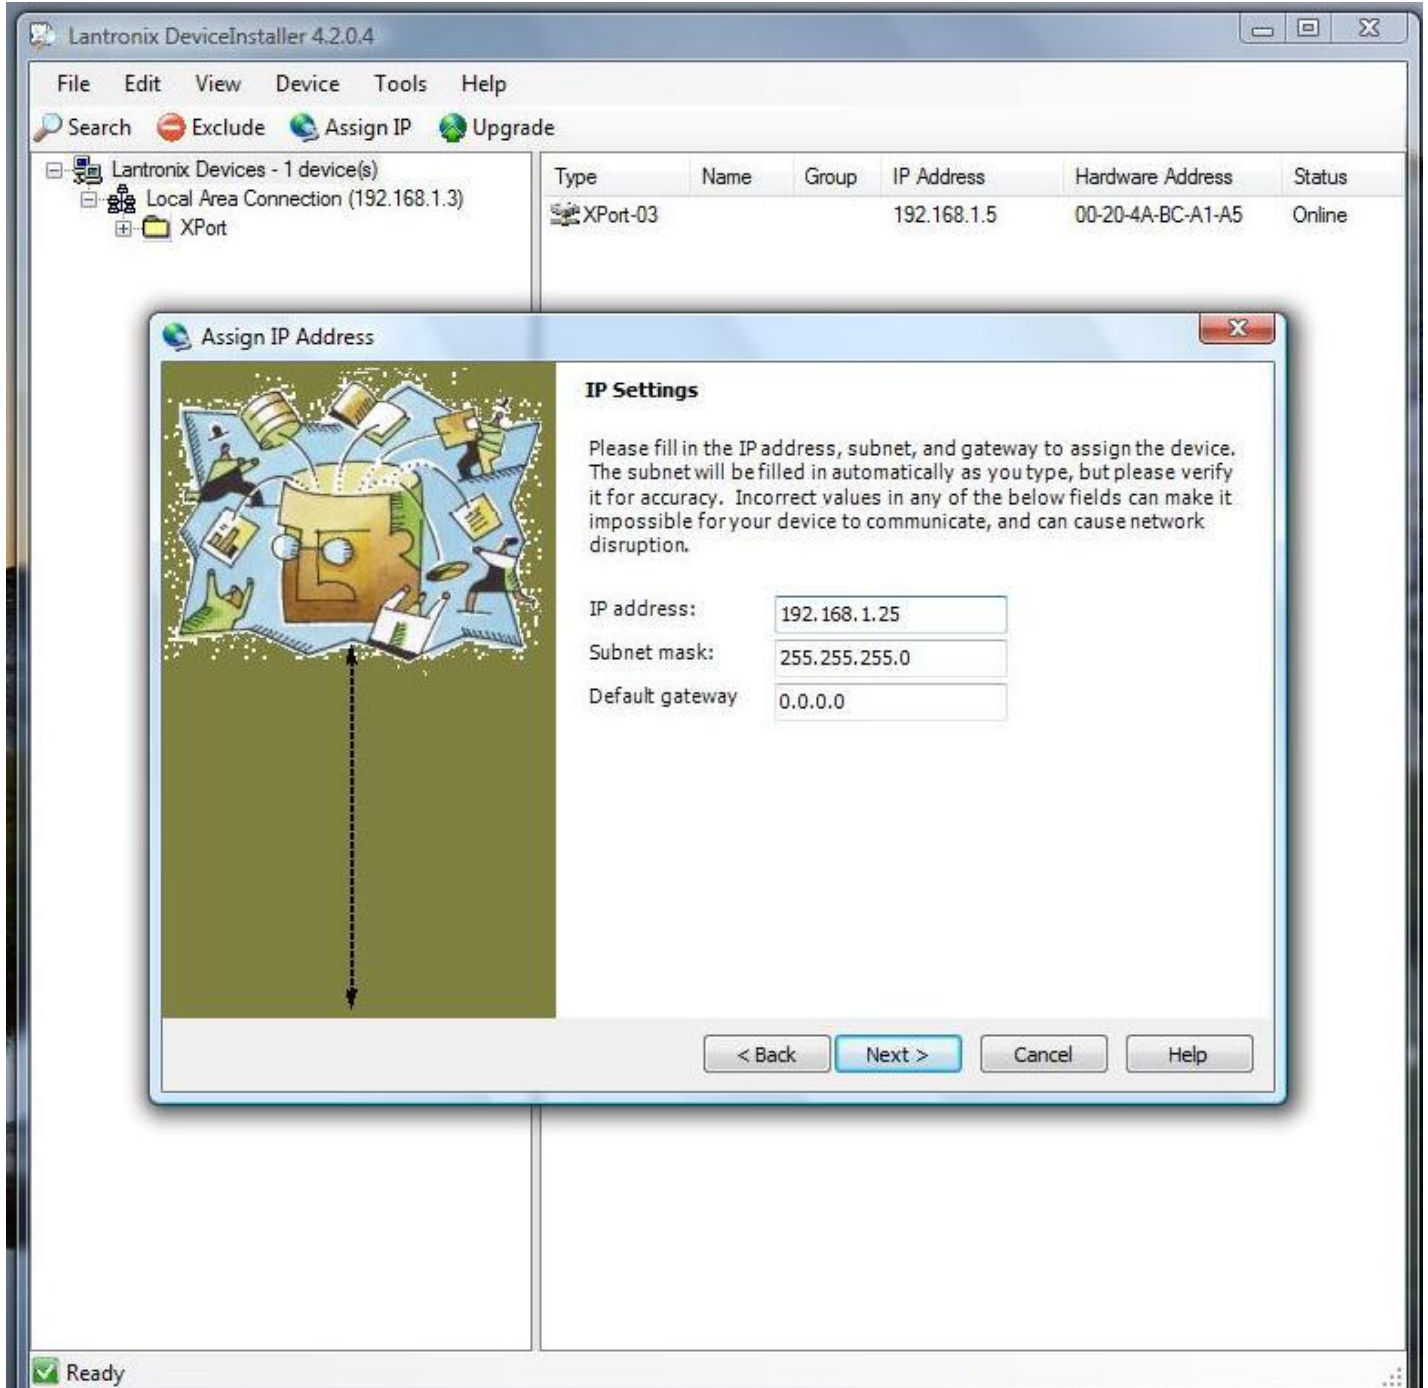 Lantronix DeviceInstaller 4.2.0.4
File Edit View Device Tools Help
Search Exclude Assign IP Upgrade
Lantronix Devices - 1 device(s)
Local Area Connection (192.168.1.3)
XPort
Type Name Group IP Address Hardware Address Status
XPort-03 192.168.1.5 00-20-4A-BC-A1-A5 Online
Assign IP Address
IP Settings
Please fill in the IP address, subnet, and gateway to assign the device.
The subnet will be filled in automatically as you type, but please verify
it for accuracy. Incorrect values in any of the below fields can make it
impossible for your device to communicate, and can cause network
disruption.
IP address: 192.168.1.25
Subnet mask: 255.255.255.0
Default gateway 0.0.0.0
< Back Next > Cancel Help
Ready